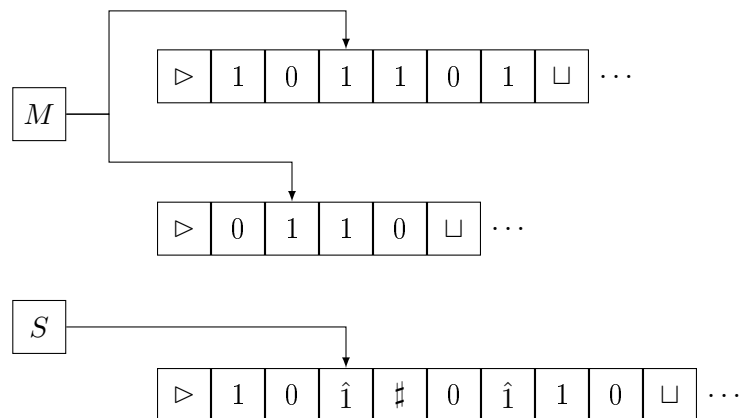 ▷ 1 0 1 1 0 1 ⊔ ⋯
M
▷ 0 1 1 0 ⊔ ⋯
S
▷ 1 0 1̂ ♯ 0 1̂ 1 0 ⊔ ⋯